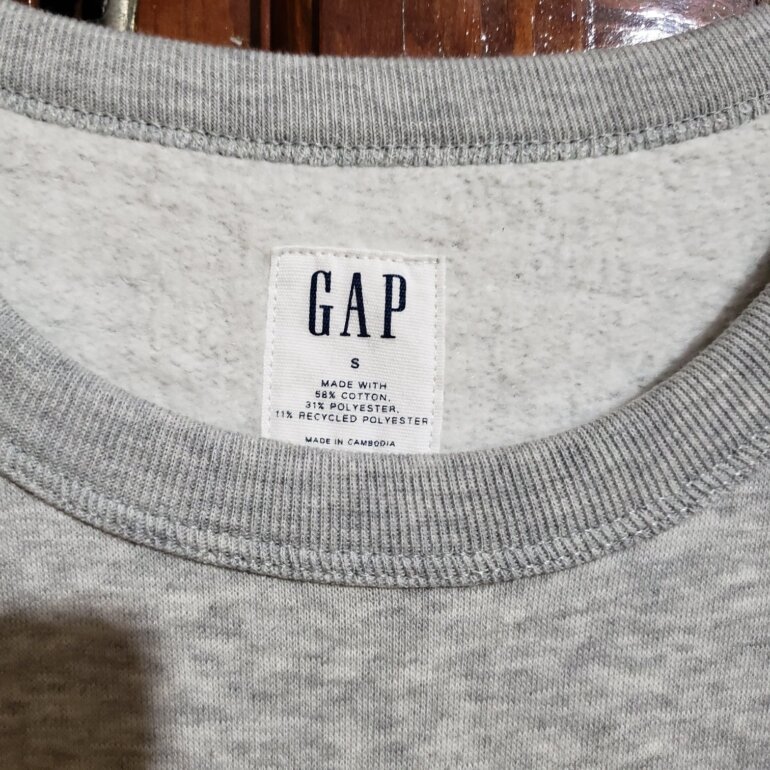 GAP
S
MADE WITH
58% COTTON,
31% POLYESTER,
11% RECYCLED POLYESTER
MADE IN CAMBODIA